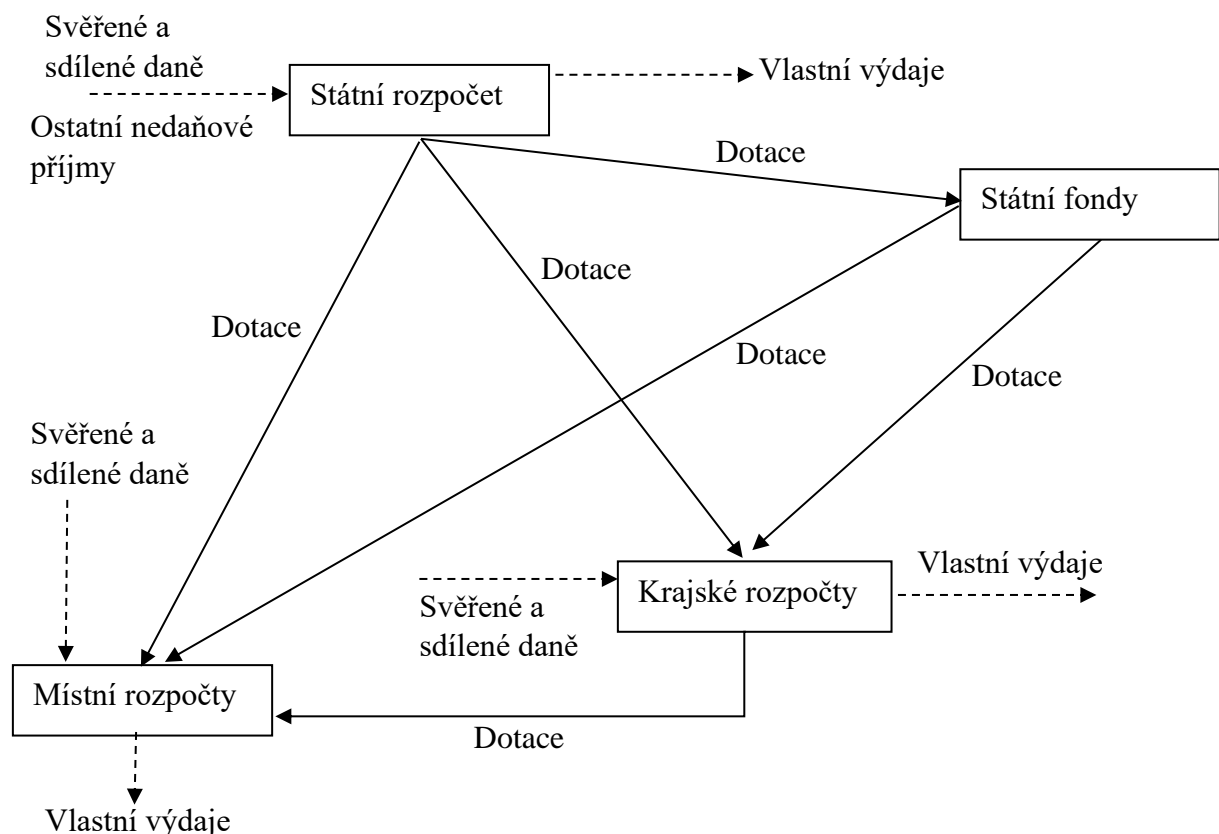 Svěřené a
sdílené daně
Ostatní nedaňové
příjmy
Státní rozpočet
Vlastní výdaje
Dotace
Státní fondy
Dotace
Dotace
Dotace
Dotace
Svěřené a
sdílené daně
Krajské rozpočty
Vlastní výdaje
Svěřené a
sdílené daně
Místní rozpočty
Dotace
Vlastní výdaje